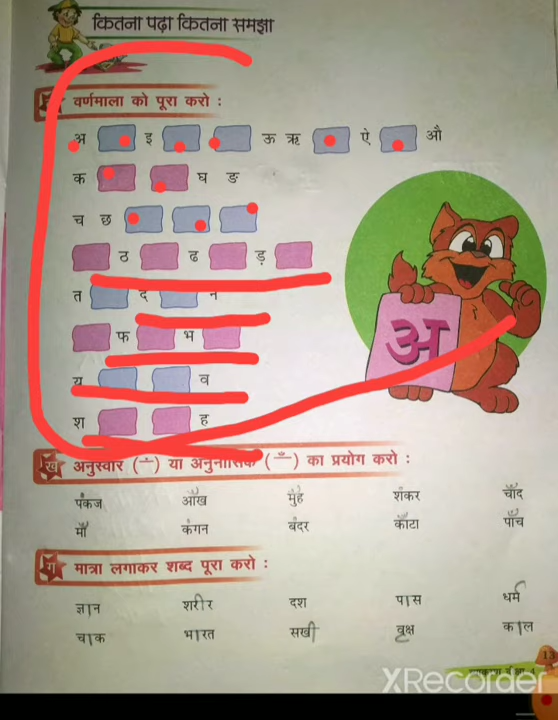 कितना पढ़ा कितना समझा
वर्णमाला को पूरा करो :
अ इ ऊ ऋ ऐ औ
क घ ङ
च छ
ठ ढ ड़
त द न
फ भ
य व
श ह
अ
ख अनुस्वार (ं) या अनुनासिक (ँ) का प्रयोग करो :
पंकज आँख मुँह शंकर चाँद
माँ कंगन बंदर काँटा पाँच
ग मात्रा लगाकर शब्द पूरा करो :
ज्ञान शरीर दश पास धर्म
चाक भारत सखी वृक्ष काल
13
XRecorder